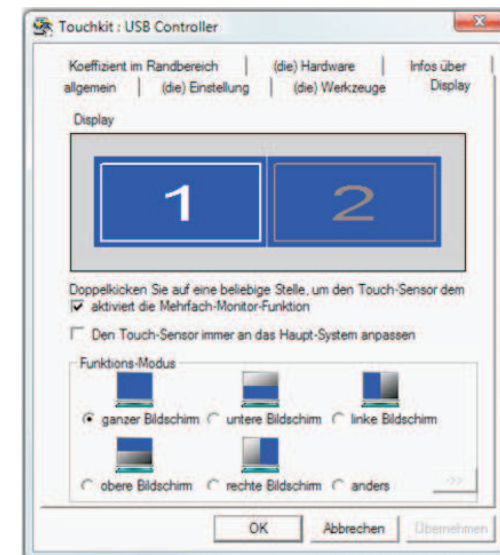 Touchkit : USB Controller
Koeffizient im Randbereich | (die) Hardware | Infos über |
allgemein | (die) Einstellung | (die) Werkzeuge Display
Display
1 2
Doppelkicken Sie auf eine beliebige Stelle, um den Touch-Sensor dem
aktiviert die Mehrfach-Monitor-Funktion
Den Touch-Sensor immer an das Haupt-System anpassen
Funktions-Modus
ganzer Bildschirm untere Bildschirm linke Bildschirm
obere Bildschirm rechte Bildschirm anders >>
OK Abbrechen Übernehmen